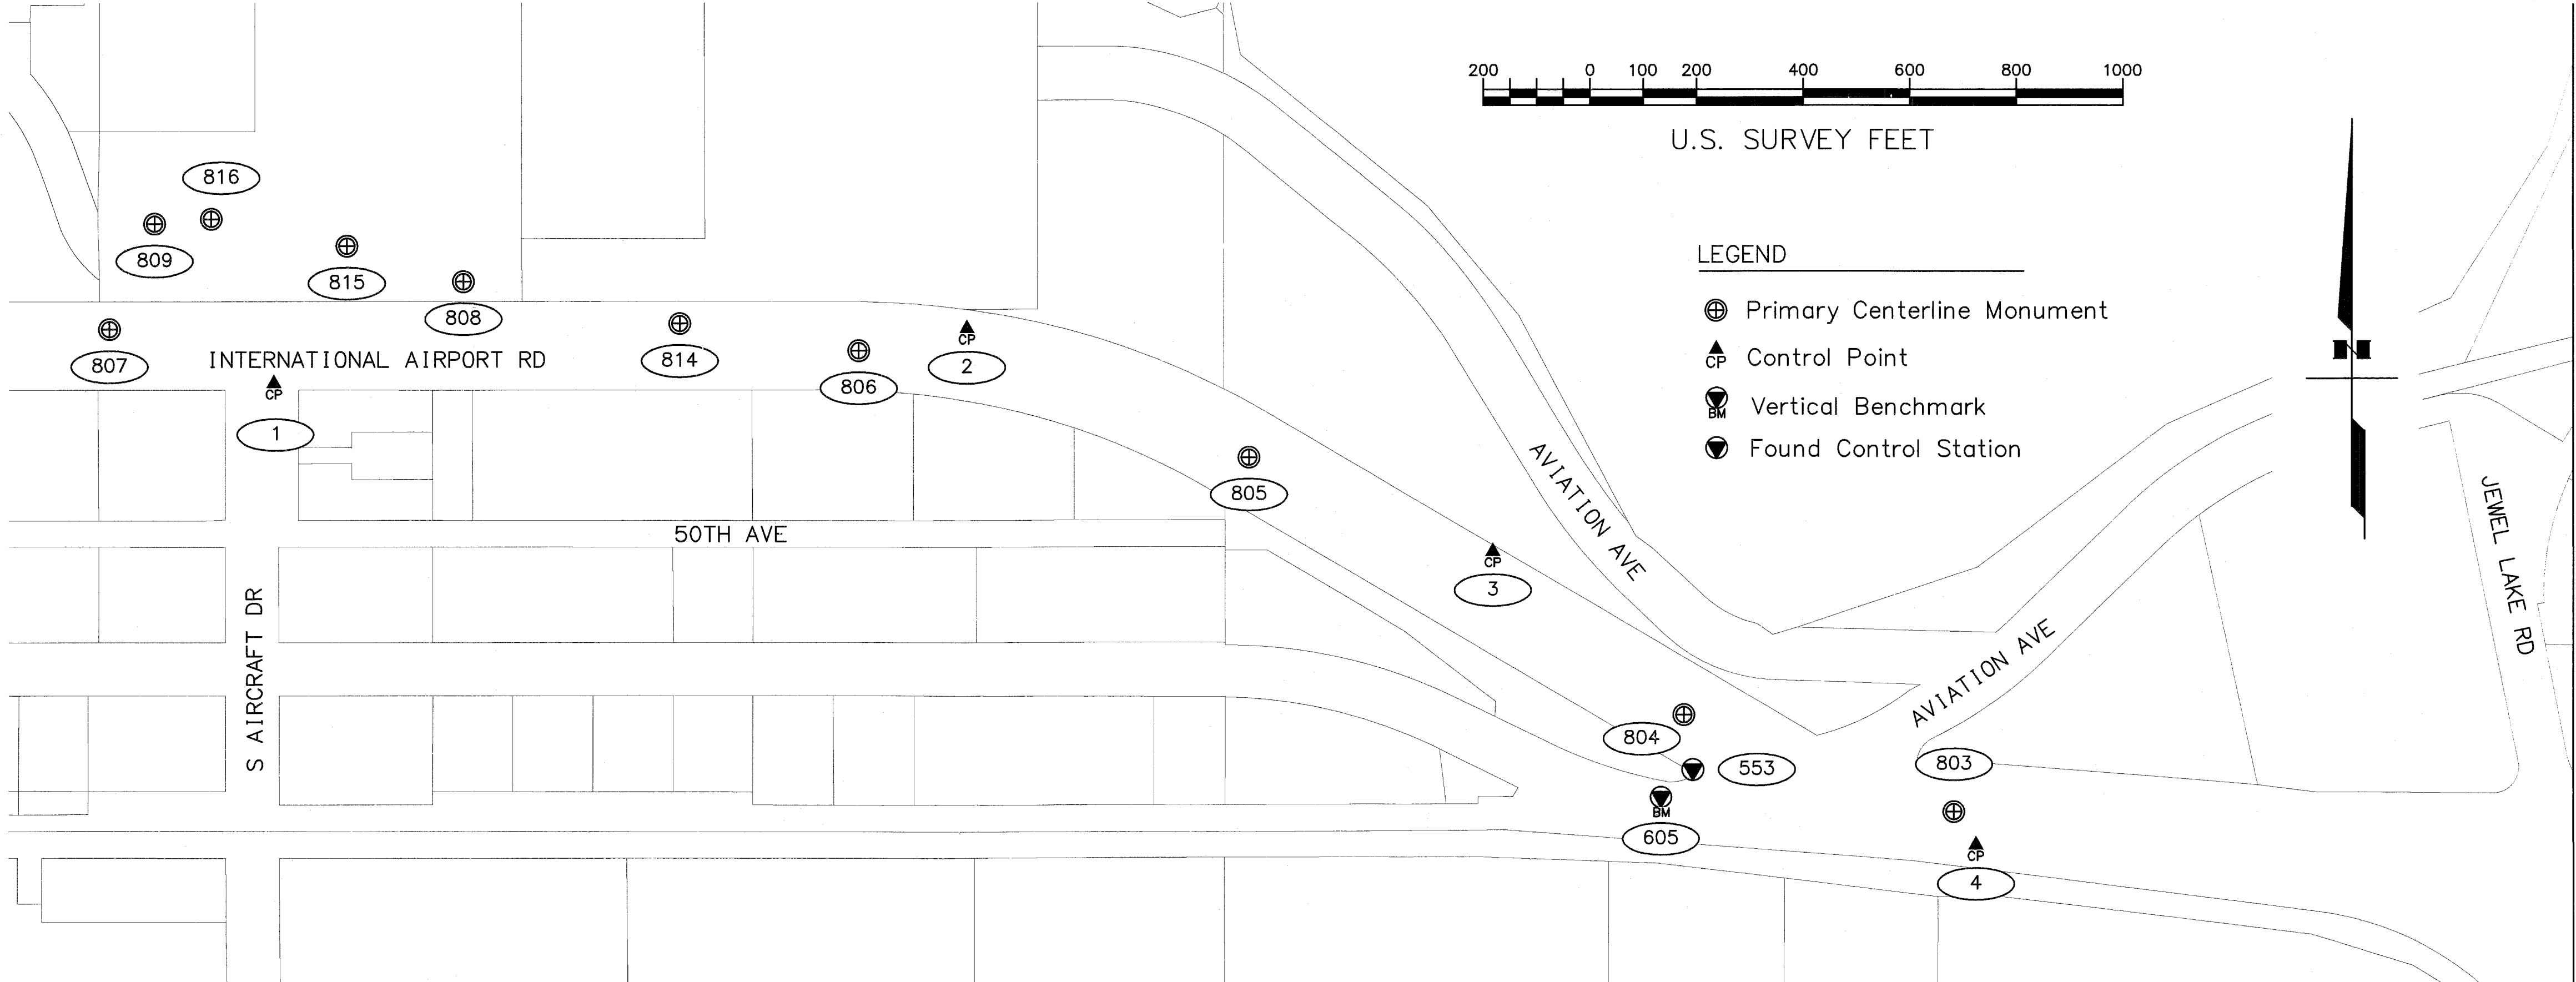 200 0 100 200 400 600 800 1000
U.S. SURVEY FEET
816
809
815
808
807
INTERNATIONAL AIRPORT RD
814
806
CP
2
CP
1
LEGEND
Primary Centerline Monument
CP Control Point
BM Vertical Benchmark
Found Control Station
805
AVIATION AVE
50TH AVE
CP
3
S AIRCRAFT DR
JEWEL LAKE RD
AVIATION AVE
804
553
803
BM
605
CP
4
N